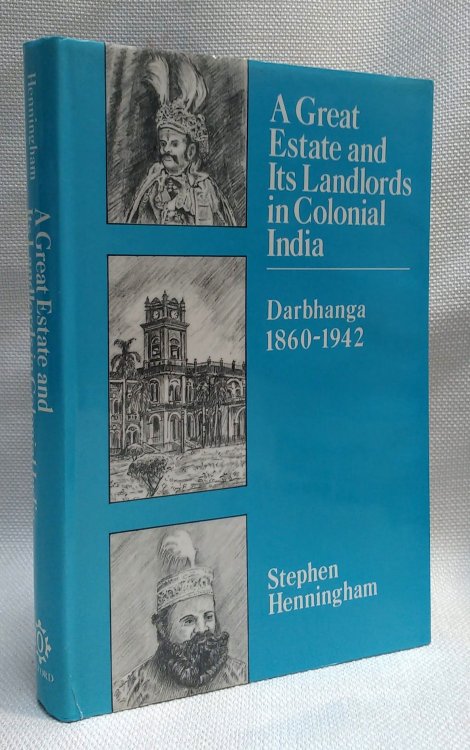 A Great
Estate and
Its Landlords
in Colonial
India
Darbhanga
1860-1942
Stephen
Henningham
Henningham
A Great Estate and